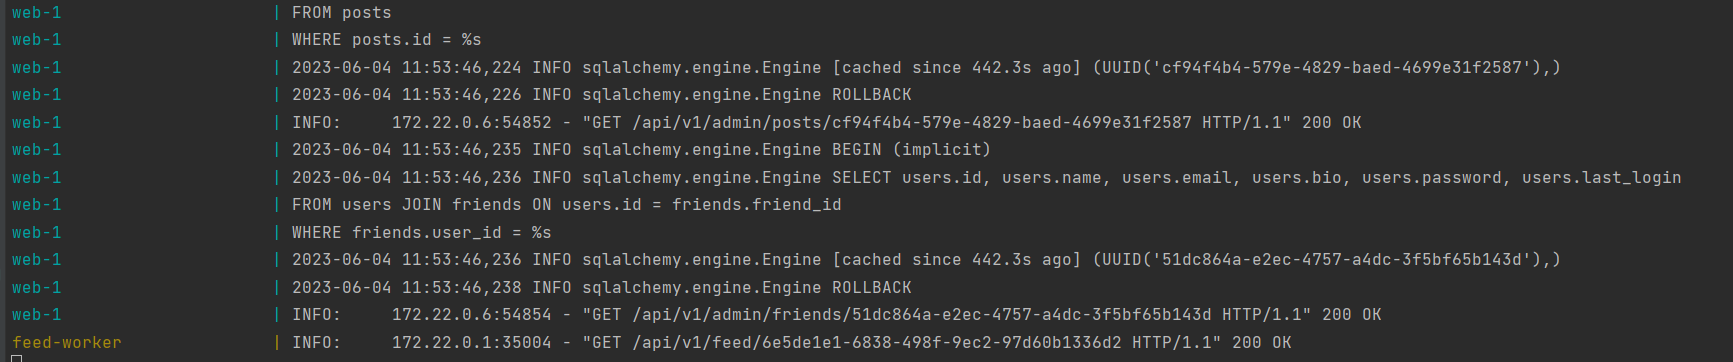 web-1 | FROM posts
web-1 | WHERE posts.id = %s
web-1 | 2023-06-04 11:53:46,224 INFO sqlalchemy.engine.Engine [cached since 442.3s ago] (UUID('cf94f4b4-579e-4829-baed-4699e31f2587'),)
web-1 | 2023-06-04 11:53:46,226 INFO sqlalchemy.engine.Engine ROLLBACK
web-1 | INFO:     172.22.0.6:54852 - "GET /api/v1/admin/posts/cf94f4b4-579e-4829-baed-4699e31f2587 HTTP/1.1" 200 OK
web-1 | 2023-06-04 11:53:46,235 INFO sqlalchemy.engine.Engine BEGIN (implicit)
web-1 | 2023-06-04 11:53:46,236 INFO sqlalchemy.engine.Engine SELECT users.id, users.name, users.email, users.bio, users.password, users.last_login
web-1 | FROM users JOIN friends ON users.id = friends.friend_id
web-1 | WHERE friends.user_id = %s
web-1 | 2023-06-04 11:53:46,236 INFO sqlalchemy.engine.Engine [cached since 442.3s ago] (UUID('51dc864a-e2ec-4757-a4dc-3f5bf65b143d'),)
web-1 | 2023-06-04 11:53:46,238 INFO sqlalchemy.engine.Engine ROLLBACK
web-1 | INFO:     172.22.0.6:54854 - "GET /api/v1/admin/friends/51dc864a-e2ec-4757-a4dc-3f5bf65b143d HTTP/1.1" 200 OK
feed-worker | INFO:     172.22.0.1:35004 - "GET /api/v1/feed/6e5de1e1-6838-498f-9ec2-97d60b1336d2 HTTP/1.1" 200 OK